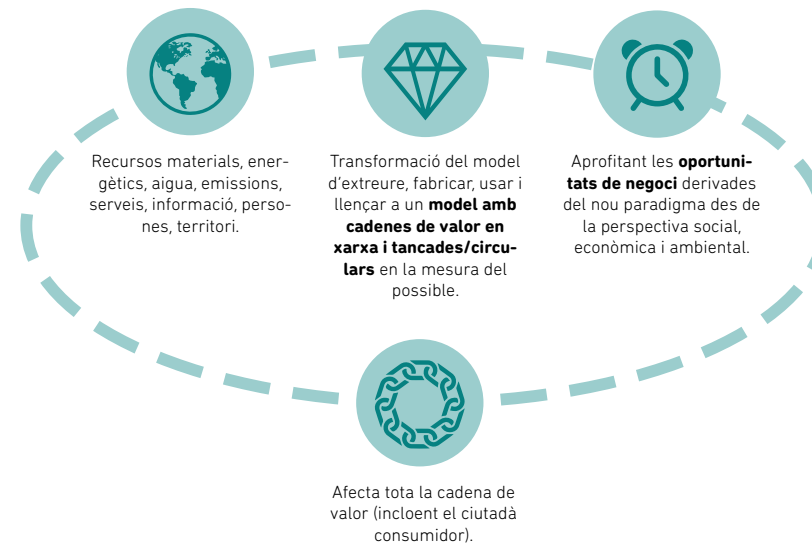 Recursos materials, ener-
gètics, aigua, emissions,
serveis, informació, perso-
nes, territori.
Transformació del model
d’extreure, fabricar, usar i
llençar a un model amb
cadenes de valor en
xarxa i tancades/circu-
lars en la mesura del
possible.
Aprofitant les oportuni-
tats de negoci derivades
del nou paradigma des de
la perspectiva social,
econòmica i ambiental.
Afecta tota la cadena de
valor (incloent el ciutadà
consumidor).